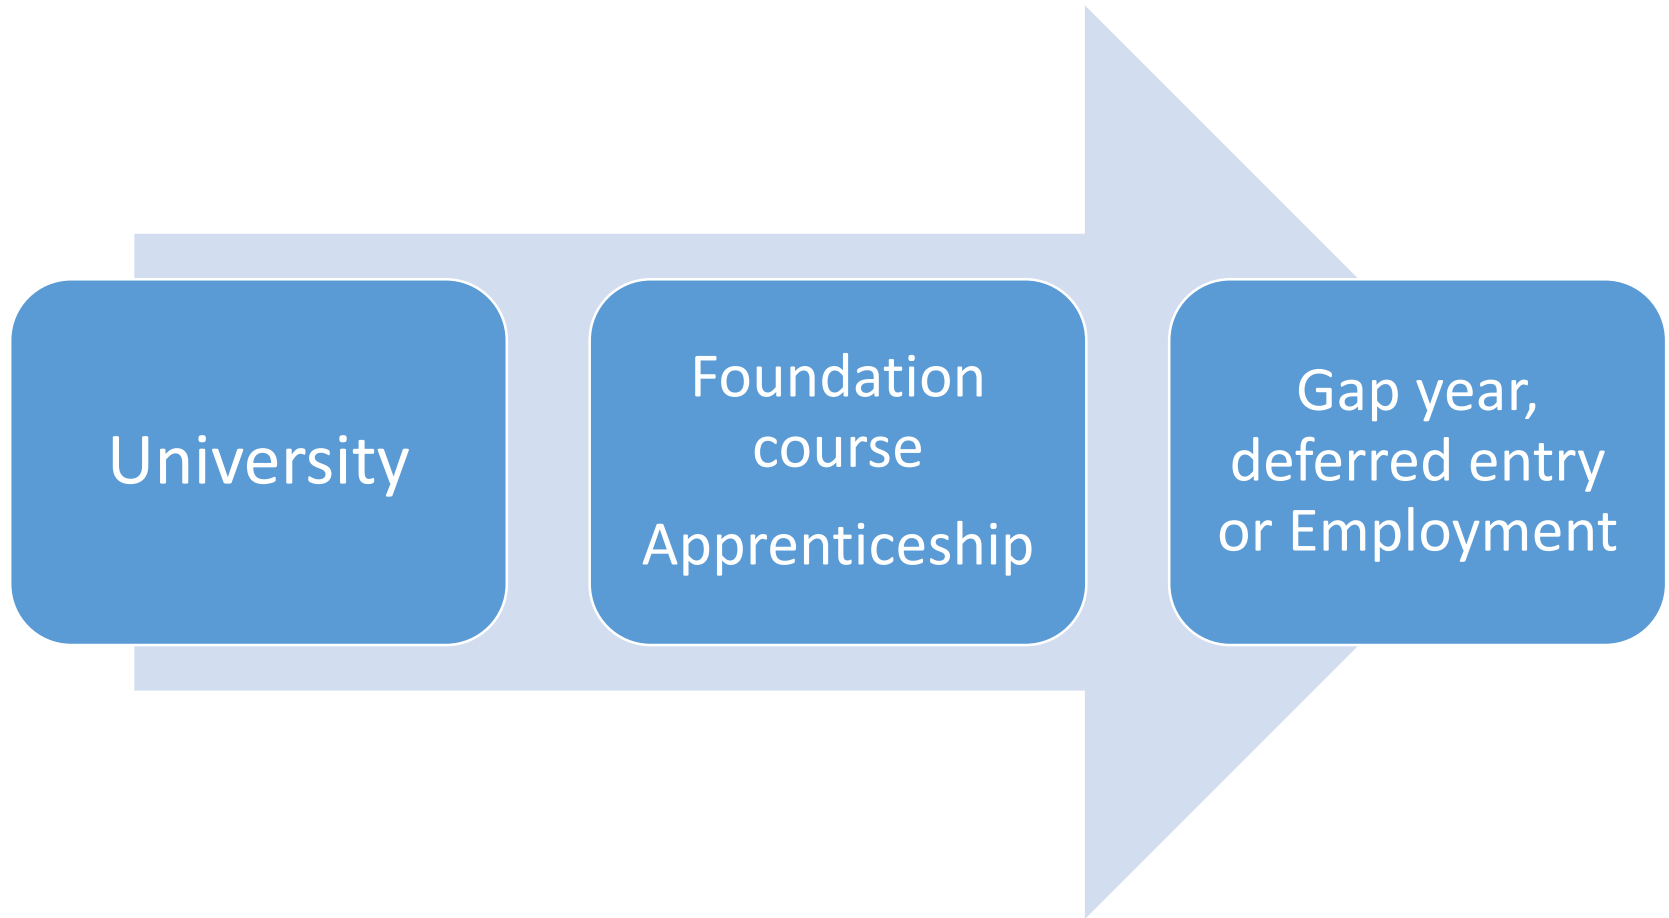 University
Foundation
course
Apprenticeship
Gap year,
deferred entry
or Employment